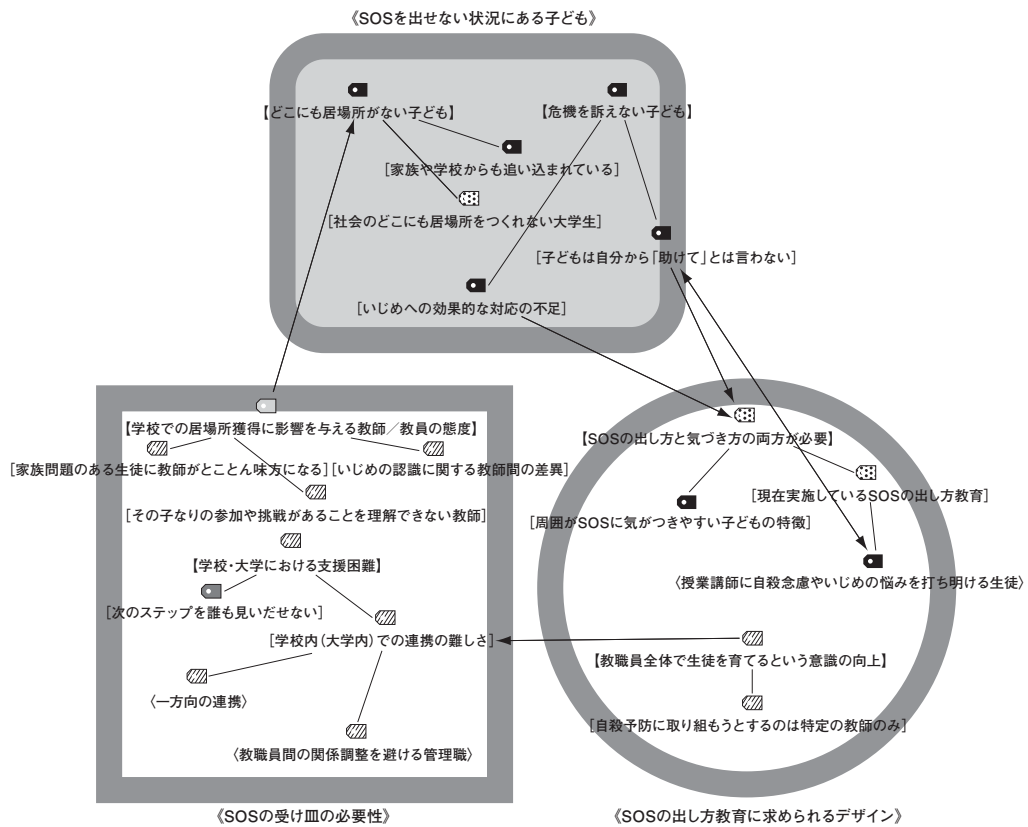 《SOSを出せない状況にある子ども》
【どこにも居場所がない子ども】
【危機を訴えない子ども】
[家族や学校からも追い込まれている]
[社会のどこにも居場所をつくれない大学生]
[子どもは自分から「助けて」とは言わない]
[いじめへの効果的な対応の不足]
【学校での居場所獲得に影響を与える教師／教員の態度】
[家族問題のある生徒に教師がとことん味方になる]
[いじめの認識に関する教師間の差異]
[その子なりの参加や挑戦があることを理解できない教師]
【学校・大学における支援困難】
[次のステップを誰も見いだせない]
[学校内(大学内)での連携の難しさ]
〈一方向の連携〉
〈教職員間の関係調整を避ける管理職〉
《SOSの受け皿の必要性》
【SOSの出し方と気づき方の両方が必要】
[現在実施しているSOSの出し方教育]
[周囲がSOSに気がつきやすい子どもの特徴]
〈授業講師に自殺念慮やいじめの悩みを打ち明ける生徒〉
【教職員全体で生徒を育てるという意識の向上】
[自殺予防に取り組もうとするのは特定の教師のみ]
《SOSの出し方教育に求められるデザイン》